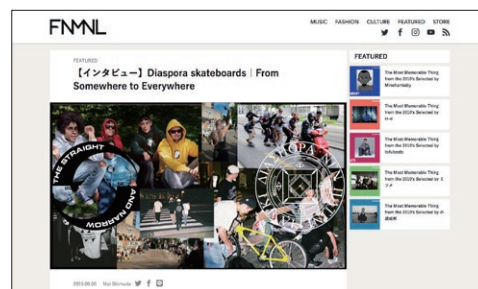 FNMNL
MUSIC FASHION CULTURE FEATURED STORE
FEATURED
【インタビュー】Diaspora skateboards｜From
Somewhere to Everywhere
THE STRAIGHT
AND NARROW
FEATURED
The Most Memorable Thing
from the 2010's Selected by
The Most Memorable Thing
from the 2010's Selected by
The Most Memorable Thing
from the 2010's Selected by
tofubeats
The Most Memorable Thing
from the 2010's Selected by
The Most Memorable Thing
from the 2010's Selected by